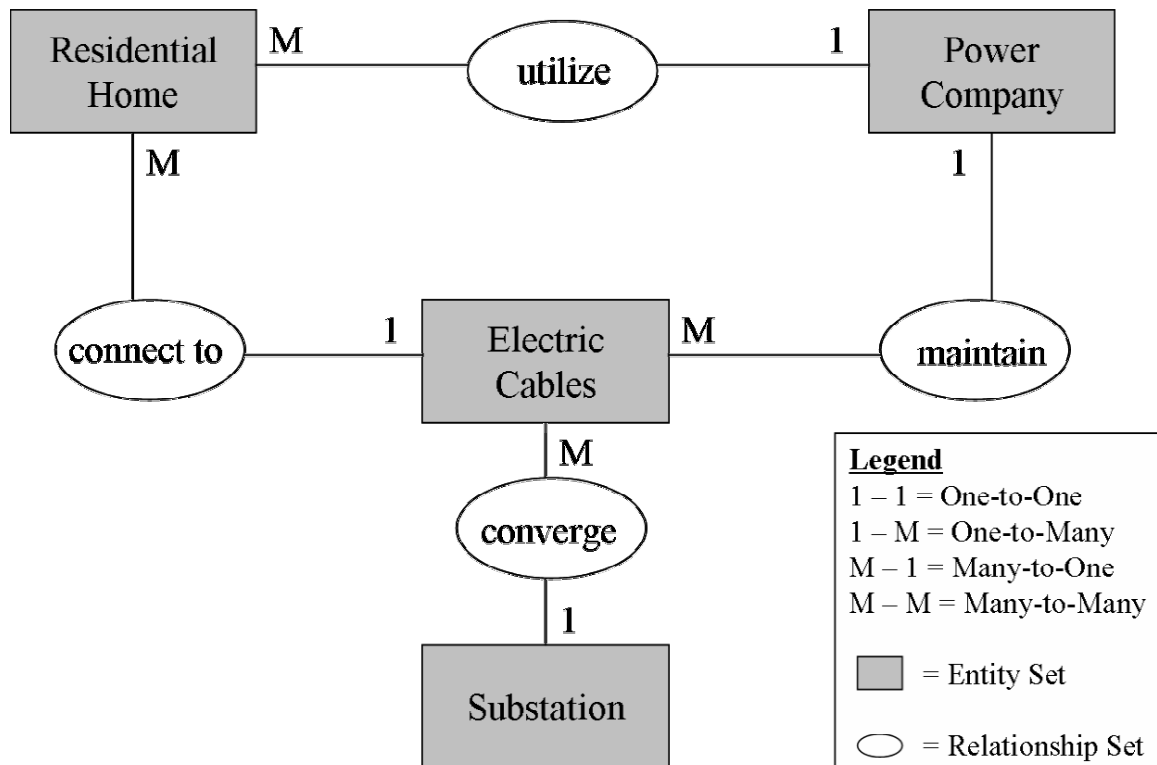 Residential
Home
M
utilize
1
Power
Company
M
1
connect to
1
Electric
Cables
M
maintain
M
converge
1
Substation
Legend
1 – 1 = One-to-One
1 – M = One-to-Many
M – 1 = Many-to-One
M – M = Many-to-Many
= Entity Set
= Relationship Set